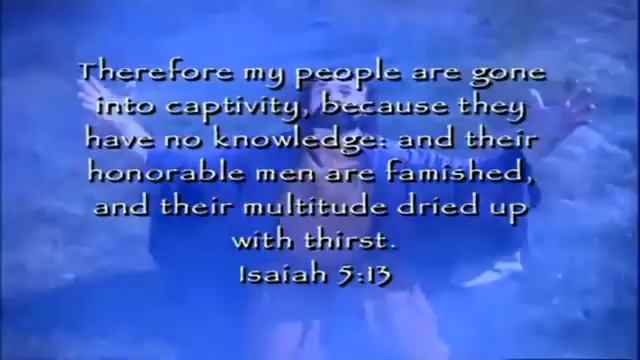 Therefore my people are gone
into captivity, because they
have no knowledge: and their
honorable men are famished,
and their multitude dried up
with thirst.
Isaiah 5:13